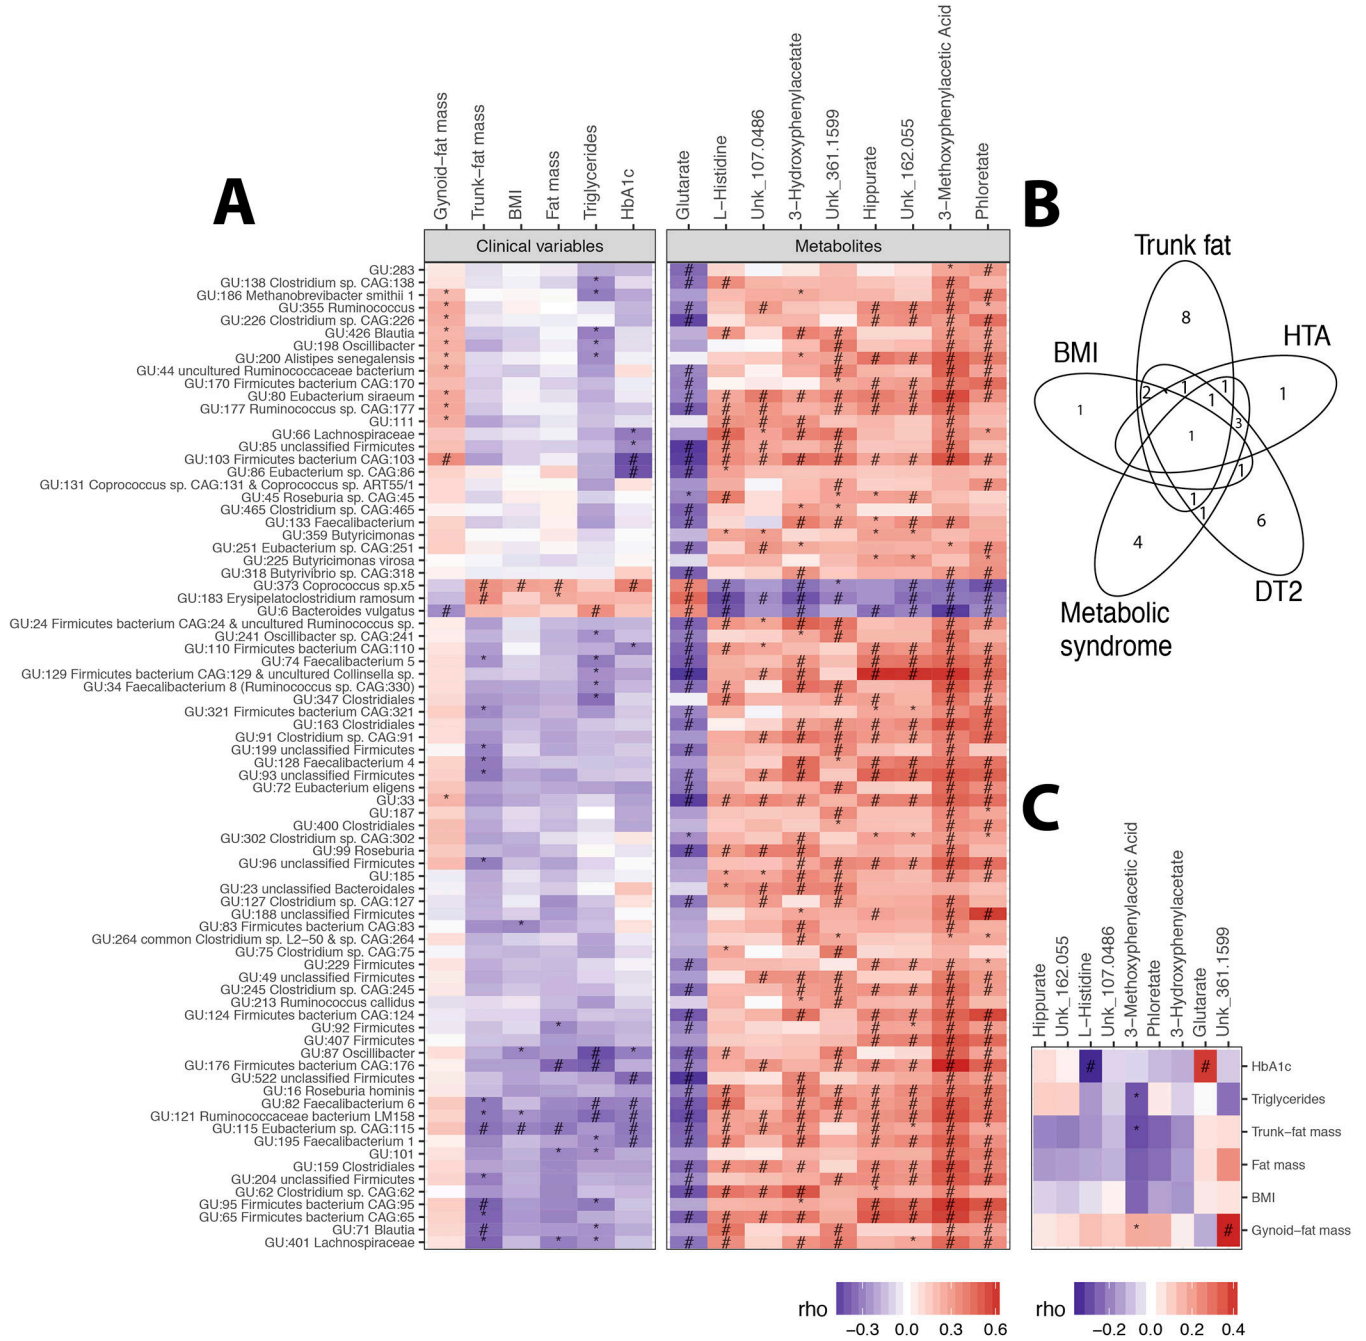 A
Gynoid−fat mass
Trunk−fat mass
BMI
Fat mass
Triglycerides
HbA1c
Glutarate
L−Histidine
Unk_107.0486
3−Hydroxyphenylacetate
Unk_361.1599
Hippurate
Unk_162.055
3−Methoxyphenylacetic Acid
Phloretate
Clinical variables
Metabolites
GU:283
GU:138 Clostridium sp. CAG:138
GU:186 Methanobrevibacter smithii 1
GU:355 Ruminococcus
GU:226 Clostridium sp. CAG:226
GU:426 Blautia
GU:198 Oscillibacter
GU:200 Alistipes senegalensis
GU:44 uncultured Ruminococcaceae bacterium
GU:170 Firmicutes bacterium CAG:170
GU:80 Eubacterium siraeum
GU:177 Ruminococcus sp. CAG:177
GU:111
GU:66 Lachnospiraceae
GU:85 unclassified Firmicutes
GU:103 Firmicutes bacterium CAG:103
GU:86 Eubacterium sp. CAG:86
GU:131 Coprococcus sp. CAG:131 & Coprococcus sp. ART55/1
GU:45 Roseburia sp. CAG:45
GU:465 Clostridium sp. CAG:465
GU:133 Faecalibacterium
GU:359 Butyricimonas
GU:251 Eubacterium sp. CAG:251
GU:225 Butyricimonas virosa
GU:318 Butyrivibrio sp. CAG:318
GU:373 Coprococcus sp.x5
GU:183 Erysipelatoclostridium ramosum
GU:6 Bacteroides vulgatus
GU:24 Firmicutes bacterium CAG:24 & uncultured Ruminococcus sp.
GU:241 Oscillibacter sp. CAG:241
GU:110 Firmicutes bacterium CAG:110
GU:74 Faecalibacterium 5
GU:129 Firmicutes bacterium CAG:129 & uncultured Collinsella sp.
GU:34 Faecalibacterium 8 (Ruminococcus sp. CAG:330)
GU:347 Clostridiales
GU:321 Firmicutes bacterium CAG:321
GU:163 Clostridiales
GU:91 Clostridium sp. CAG:91
GU:199 unclassified Firmicutes
GU:128 Faecalibacterium 4
GU:93 unclassified Firmicutes
GU:72 Eubacterium eligens
GU:33
GU:187
GU:400 Clostridiales
GU:302 Clostridium sp. CAG:302
GU:99 Roseburia
GU:96 unclassified Firmicutes
GU:185
GU:23 unclassified Bacteroidales
GU:127 Clostridium sp. CAG:127
GU:188 unclassified Firmicutes
GU:83 Firmicutes bacterium CAG:83
GU:264 common Clostridium sp. L2−50 & sp. CAG:264
GU:75 Clostridium sp. CAG:75
GU:229 Firmicutes
GU:49 unclassified Firmicutes
GU:245 Clostridium sp. CAG:245
GU:213 Ruminococcus callidus
GU:124 Firmicutes bacterium CAG:124
GU:92 Firmicutes
GU:407 Firmicutes
GU:87 Oscillibacter
GU:176 Firmicutes bacterium CAG:176
GU:522 unclassified Firmicutes
GU:16 Roseburia hominis
GU:82 Faecalibacterium 6
GU:121 Ruminococcaceae bacterium LM158
GU:115 Eubacterium sp. CAG:115
GU:195 Faecalibacterium 1
GU:101
GU:159 Clostridiales
GU:204 unclassified Firmicutes
GU:62 Clostridium sp. CAG:62
GU:95 Firmicutes bacterium CAG:95
GU:65 Firmicutes bacterium CAG:65
GU:71 Blautia
GU:401 Lachnospiraceae
rho
−0.3 0.0 0.3 0.6
B
Trunk fat
HTA
BMI
8
1
1
2
1
1
1
3
1
1
1
1
4
6
DT2
Metabolic
syndrome
C
Hippurate
Unk_162.055
L−Histidine
Unk_107.0486
3−Methoxyphenylacetic Acid
Phloretate
3−Hydroxyphenylacetate
Glutarate
Unk_361.1599
HbA1c
Triglycerides
Trunk−fat mass
Fat mass
BMI
Gynoid−fat mass
rho
−0.2 0.0 0.2 0.4